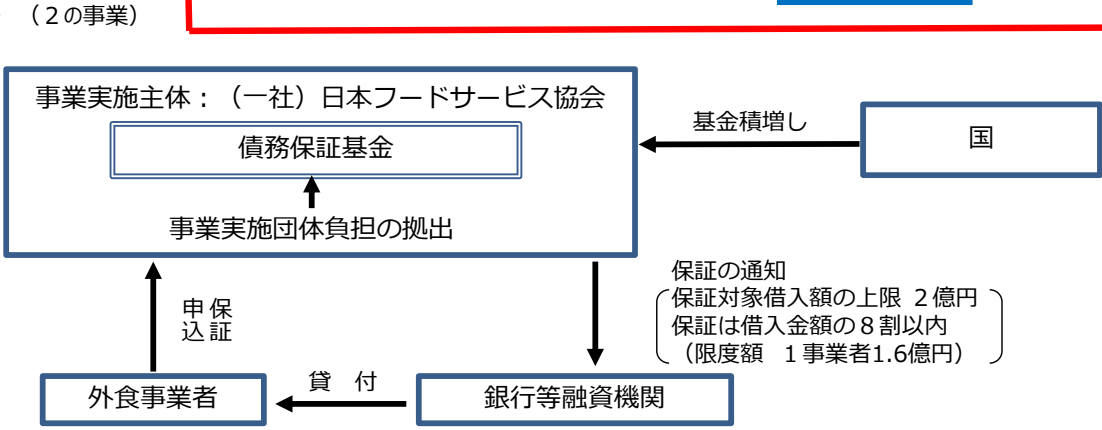 （２の事業）
事業実施主体：（一社）日本フードサービス協会
債務保証基金
事業実施団体負担の拠出
基金積増し
国
保証の通知
保証対象借入額の上限 ２億円
保証は借入金額の８割以内
（限度額 １事業者1.6億円）
保証
申込
外食事業者
貸 付
銀行等融資機関